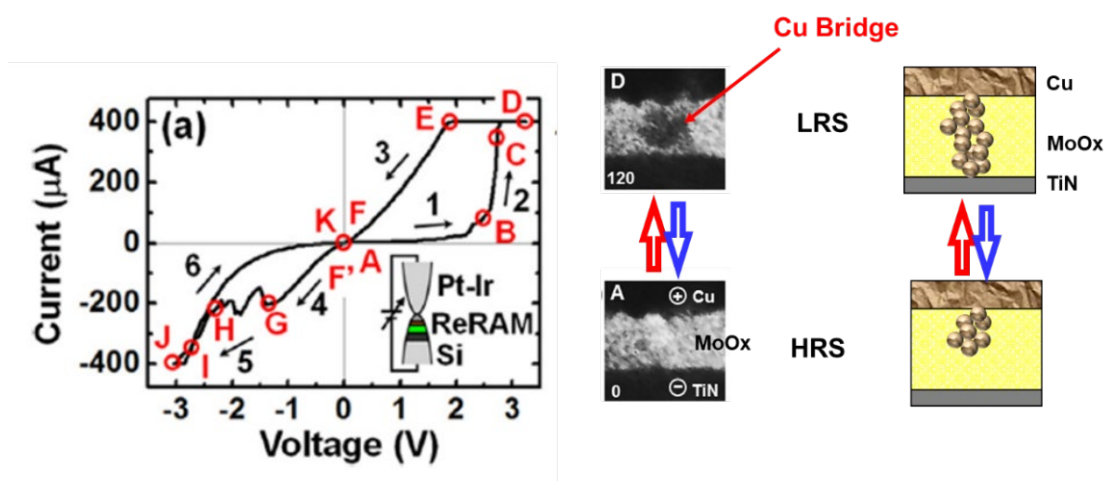 Cu Bridge
(a)
Current (μA)
400
200
0
-200
-400
-3
-2
-1
0
1
2
3
Voltage (V)
E
D
C
3
1
2
B
K
F
A
F’
4
6
G
H
5
J
I
Pt-Ir
ReRAM
Si
D
120
LRS
Cu
MoOx
TiN
A
⊕ Cu
MoOx
0
⊖ TiN
HRS